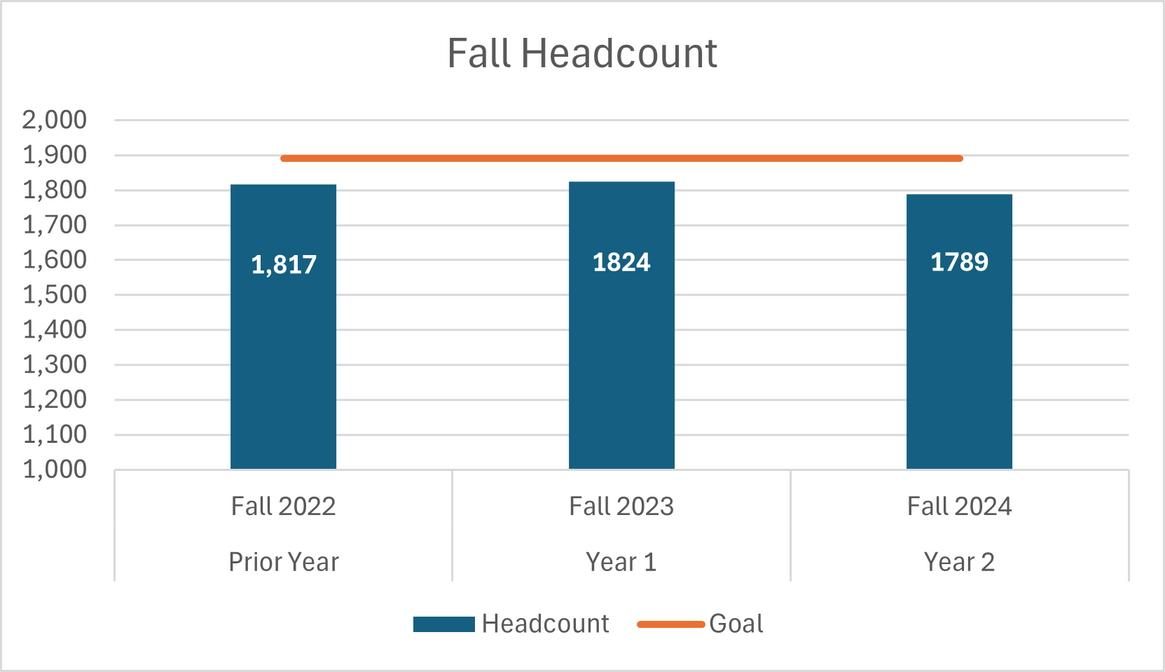 Fall Headcount
2,000
1,900
1,800
1,700
1,600
1,500
1,400
1,300
1,200
1,100
1,000
1,817
1824
1789
Fall 2022
Fall 2023
Fall 2024
Prior Year
Year 1
Year 2
Headcount
Goal